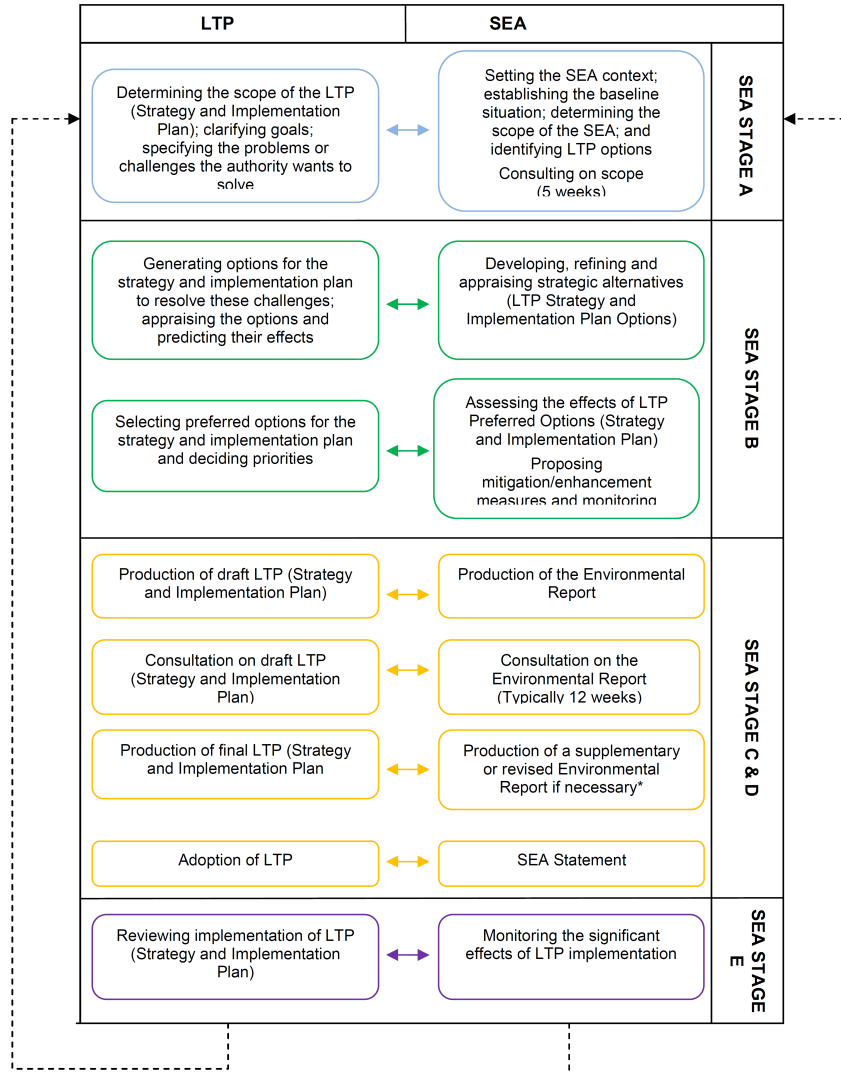 LTP
SEA
Determining the scope of the LTP
(Strategy and Implementation
Plan); clarifying goals;
specifying the problems or
challenges the authority wants to
solve
Setting the SEA context;
establishing the baseline
situation; determining the
scope of the SEA; and
identifying LTP options
Consulting on scope
(5 weeks)
SEA STAGE A
Generating options for the
strategy and implementation plan
to resolve these challenges;
appraising the options and
predicting their effects
Developing, refining and
appraising strategic alternatives
(LTP Strategy and
Implementation Plan Options)
Selecting preferred options for the
strategy and implementation plan
and deciding priorities
Assessing the effects of LTP
Preferred Options (Strategy
and Implementation Plan)
Proposing
mitigation/enhancement
measures and monitoring
SEA STAGE B
Production of draft LTP (Strategy
and Implementation Plan)
Production of the Environmental
Report
Consultation on draft LTP
(Strategy and Implementation
Plan)
Consultation on the
Environmental Report
(Typically 12 weeks)
Production of final LTP (Strategy
and Implementation Plan
Production of a supplementary
or revised Environmental
Report if necessary*
Adoption of LTP
SEA Statement
SEA STAGE C & D
Reviewing implementation of LTP
(Strategy and Implementation
Plan)
Monitoring the significant
effects of LTP implementation
SEA STAGE
E